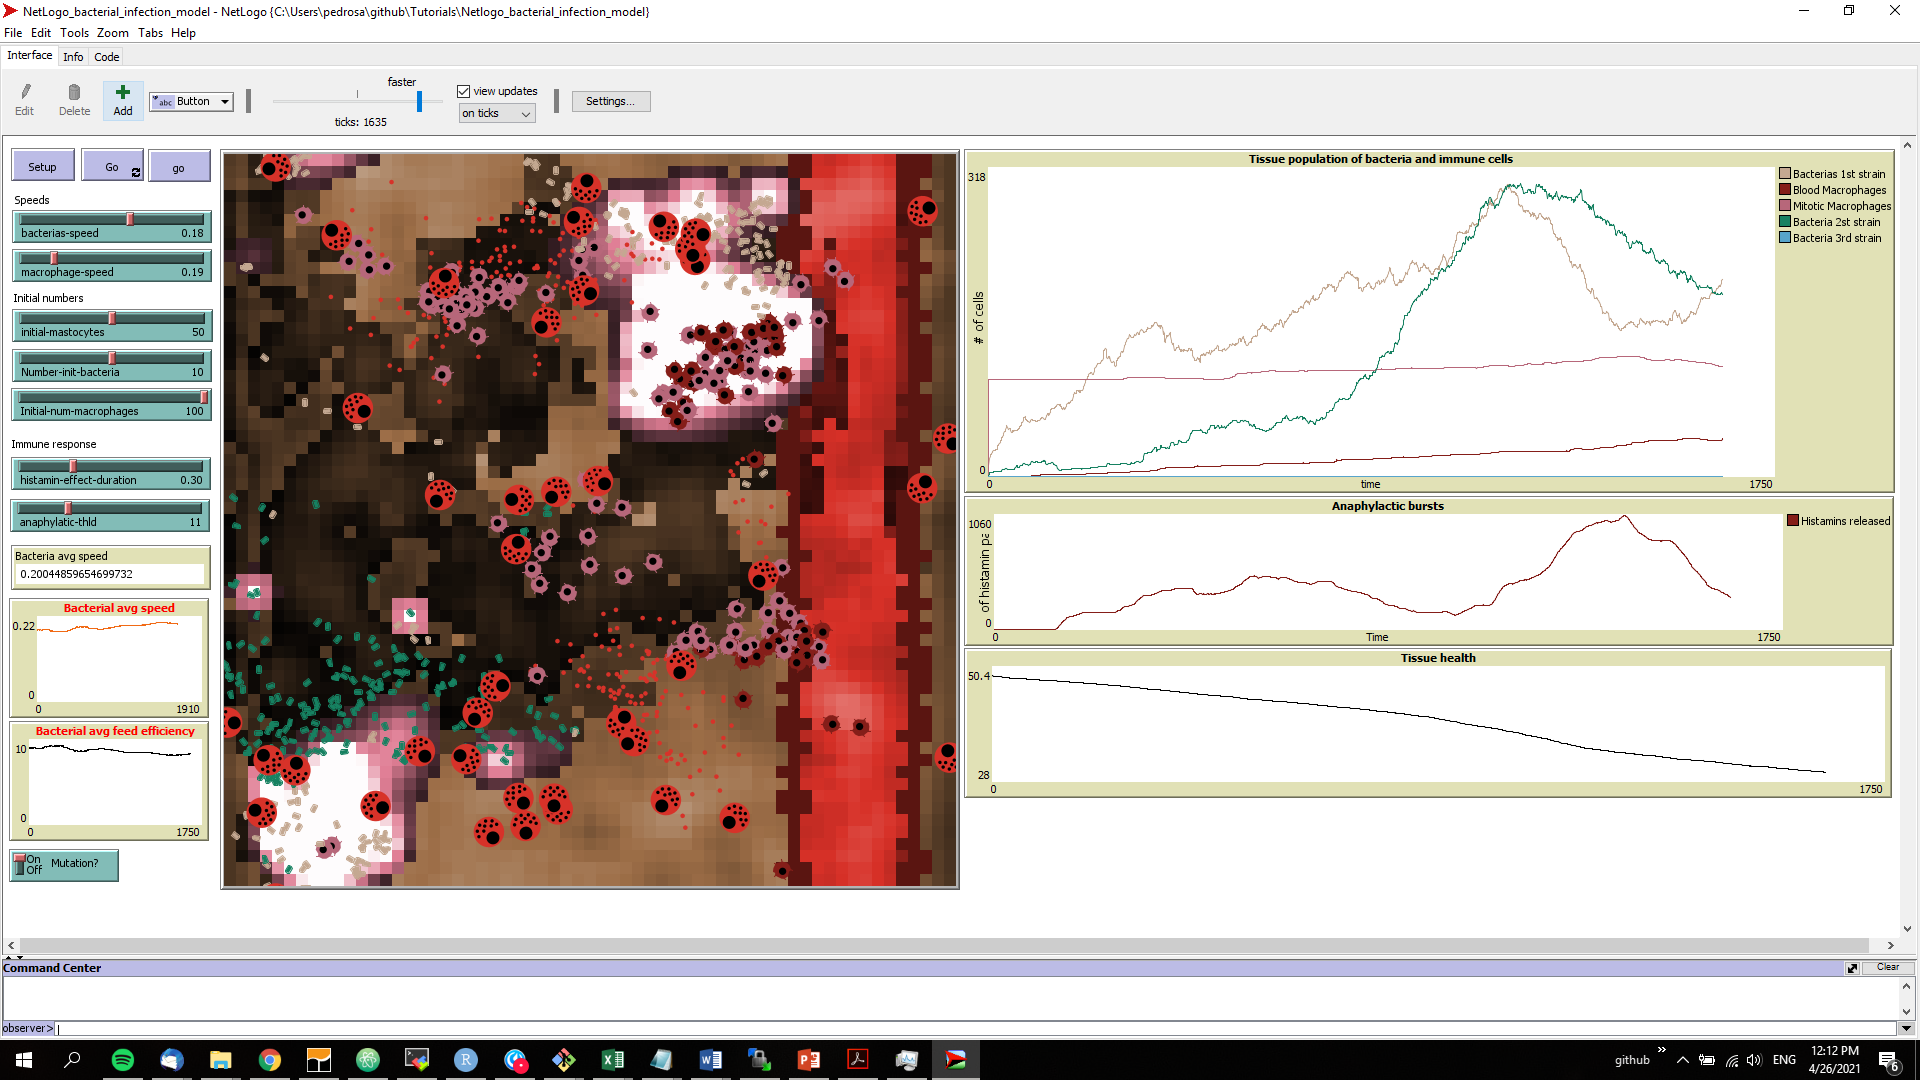 NetLogo_bacterial_infection_model - NetLogo {C:\Users\pedrosa\github\Tutorials\Netlogo_bacterial_infection_model}
File Edit Tools Zoom Tabs Help
Interface Info Code
Edit Delete Add abc Button faster ticks: 1635 view updates on ticks Settings...
Setup Go go
Speeds
bacterias-speed 0.18
macrophage-speed 0.19
Initial numbers
initial-mastocytes 50
Number-init-bacteria 10
Initial-num-macrophages 100
Immune response
histamin-effect-duration 0.30
anaphylatic-thld 11
Bacteria avg speed
0.20044859654699732
Bacterial avg speed
0.22
0
0 1910
Bacterial avg feed efficiency
10
0
0 1750
On
Off
Mutation?
Tissue population of bacteria and immune cells
318
# of cells
0
0 time 1750
Bacterias 1st strain
Blood Macrophages
Mitotic Macrophages
Bacteria 2st strain
Bacteria 3rd strain
Anaphylactic bursts
1060
of histamin pa
0
0 Time 1750
Histamins released
Tissue health
50.4
28
0 1750
Command Center
Clear
observer>
github » ENG 12:12 PM
4/26/2021
6